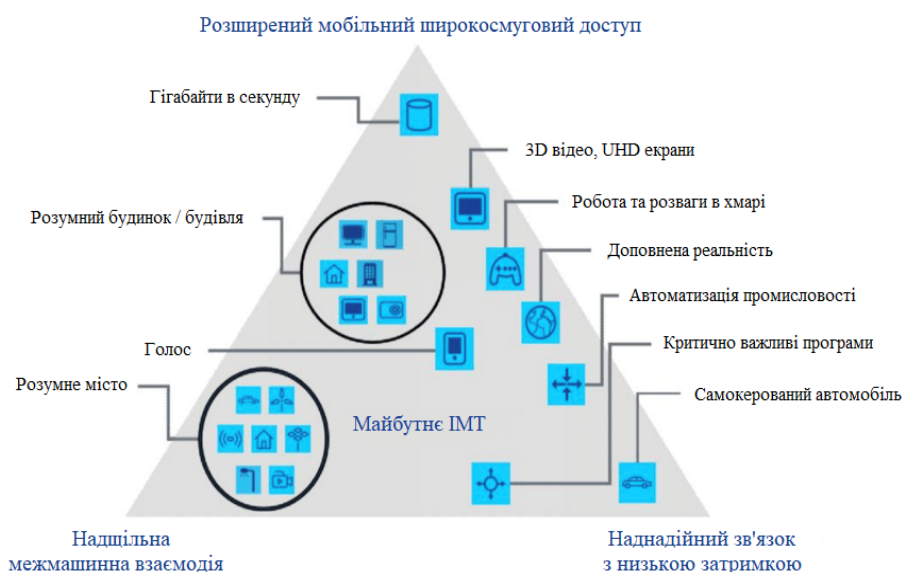 Розширений мобільний широкосмуговий доступ
Гігабайти в секунду
3D відео, UHD екрани
Розумний будинок / будівля
Робота та розваги в хмарі
Доповнена реальність
Автоматизація промисловості
Голос
Критично важливі програми
Розумне місто
Самокерований автомобіль
Майбутнє ІМТ
Надщільна
межмашинна взаємодія
Наднадійний зв'язок
з низькою затримкою